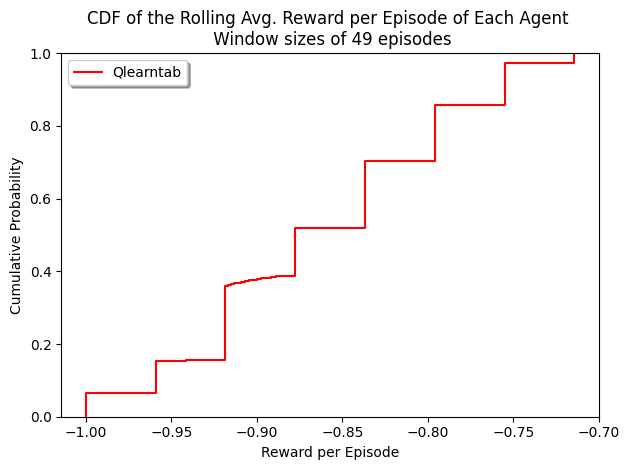 CDF of the Rolling Avg. Reward per Episode of Each Agent
Window sizes of 49 episodes
Qlearntab
1.0
0.8
0.6
0.4
0.2
0.0
Cumulative Probability
−1.00 −0.95 −0.90 −0.85 −0.80 −0.75 −0.70
Reward per Episode